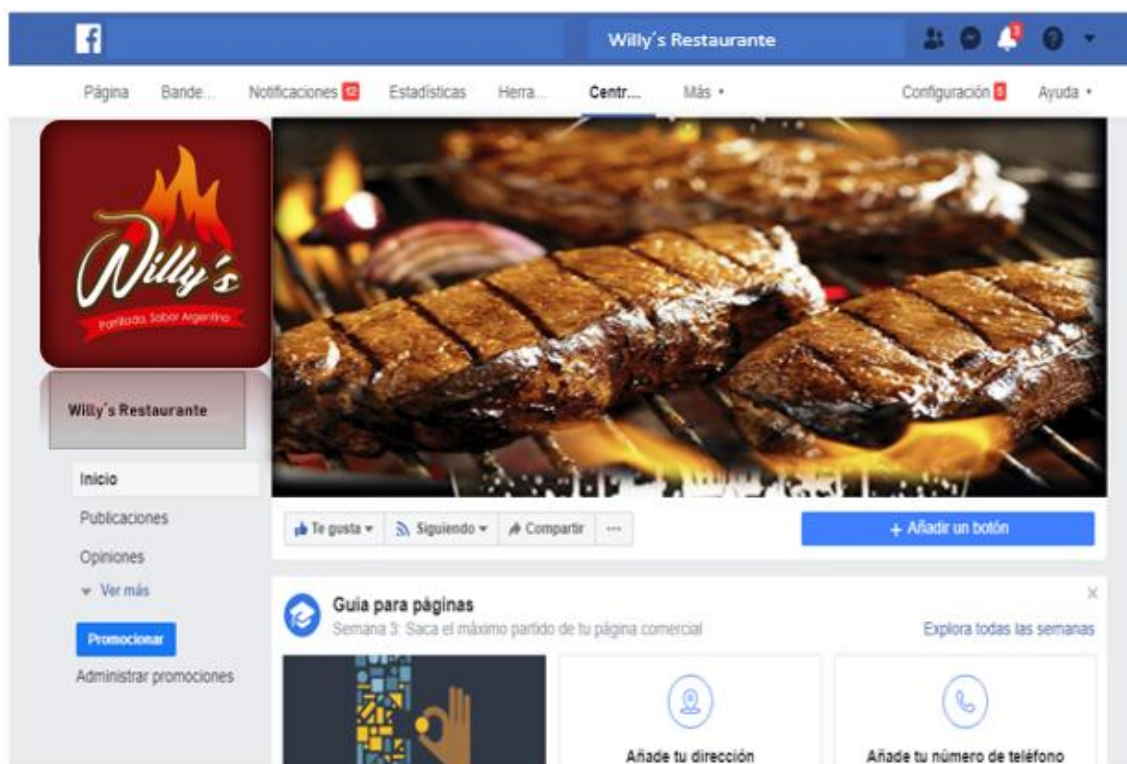 f
Willy´s Restaurante
3
?
Página Bande... Notificaciones 12 Estadísticas Herra... Centr... Más Configuración 5 Ayuda
Willy's
Parrillada, Sabor Argentino
Willy´s Restaurante
Inicio
Publicaciones
Opiniones
Ver más
Promocionar
Administrar promociones
Te gusta Siguiendo Compartir ...
+ Añadir un botón
Guía para páginas
Semana 3: Saca el máximo partido de tu página comercial
Explora todas las semanas
Añade tu dirección
Añade tu número de teléfono